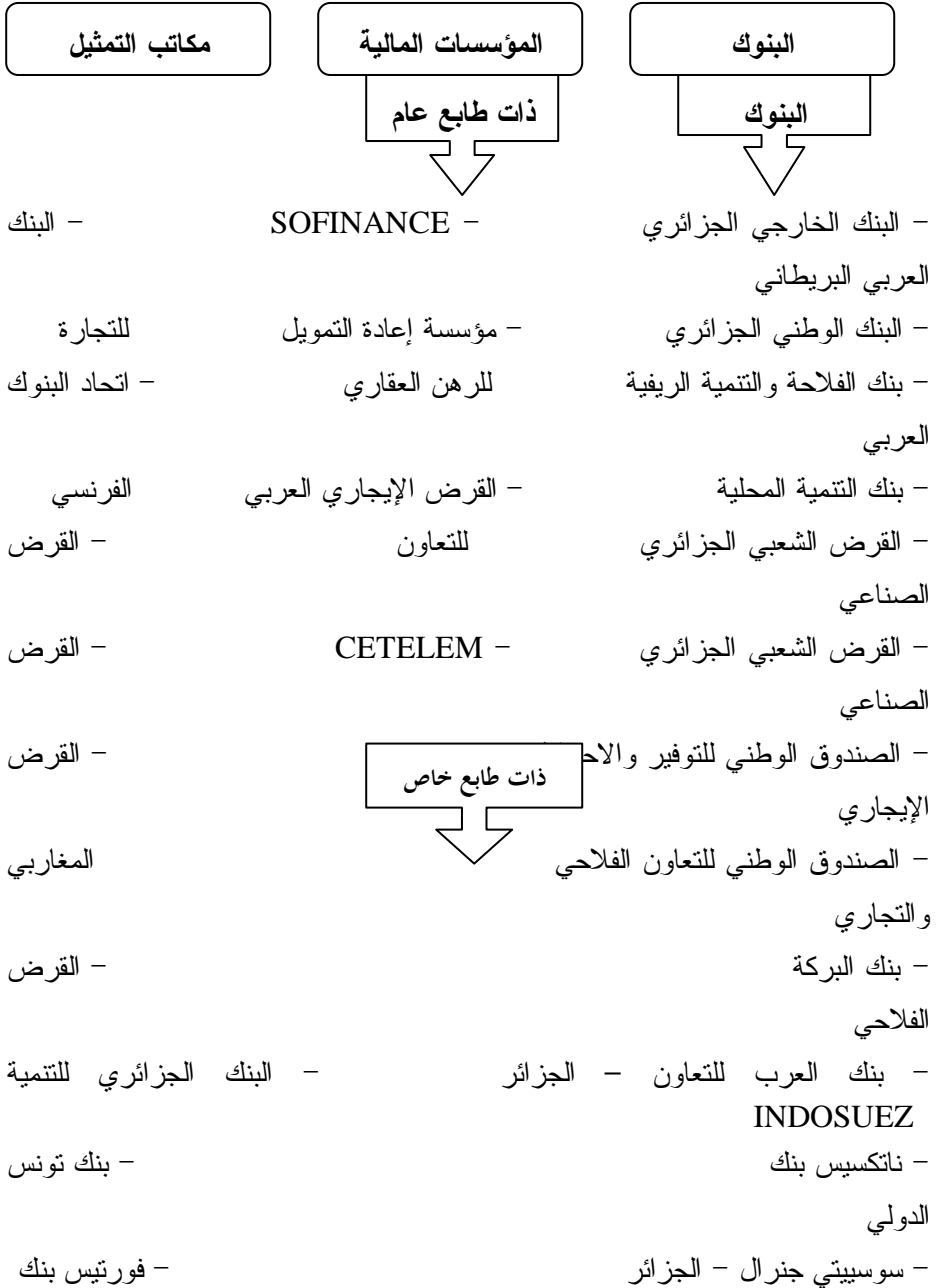 البنوك المؤسسات المالية مكاتب التمثيل
البنوك ذات طابع عام
– البنك الخارجي الجزائري – SOFINANCE – البنك
العربي البريطاني
– البنك الوطني الجزائري – مؤسسة إعادة التمويل للتجارة
– بنك الفلاحة والتنمية الريفية للرهن العقاري – اتحاد البنوك
العربي
– بنك التنمية المحلية – القرض الإيجاري العربي الفرنسي
– القرض الشعبي الجزائري للتعاون – القرض
الصناعي
– القرض الشعبي الجزائري – CETELEM – القرض
الصناعي
– الصندوق الوطني للتوفير – القرض
ذات طابع خاص
الإيجاري
– الصندوق الوطني للتعاون الفلاحي المغاربي
والتجاري
– بنك البركة – القرض
الفلاحي
– بنك العرب للتعاون – الجزائر – البنك الجزائري للتنمية
INDOSUEZ
– ناتكسيس بنك – بنك تونس
الدولي
– سوسييتي جنرال – الجزائر – فورتيس بنك